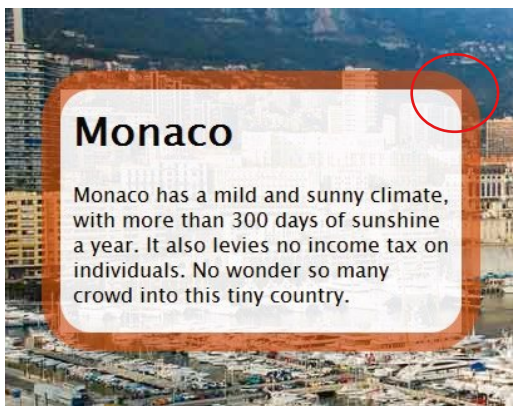 Monaco
Monaco has a mild and sunny climate,
with more than 300 days of sunshine
a year. It also levies no income tax on
individuals. No wonder so many
crowd into this tiny country.